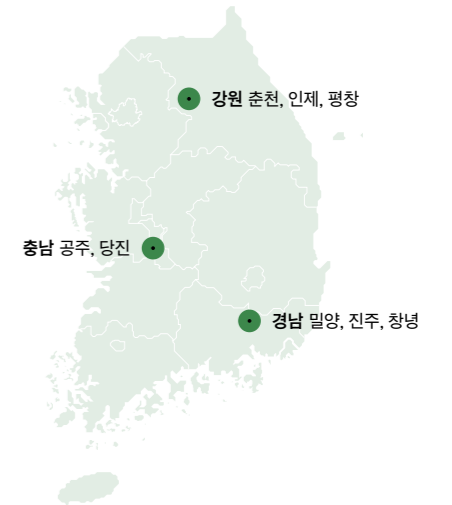 강원 춘천, 인제, 평창
충남 공주, 당진
경남 밀양, 진주, 창녕